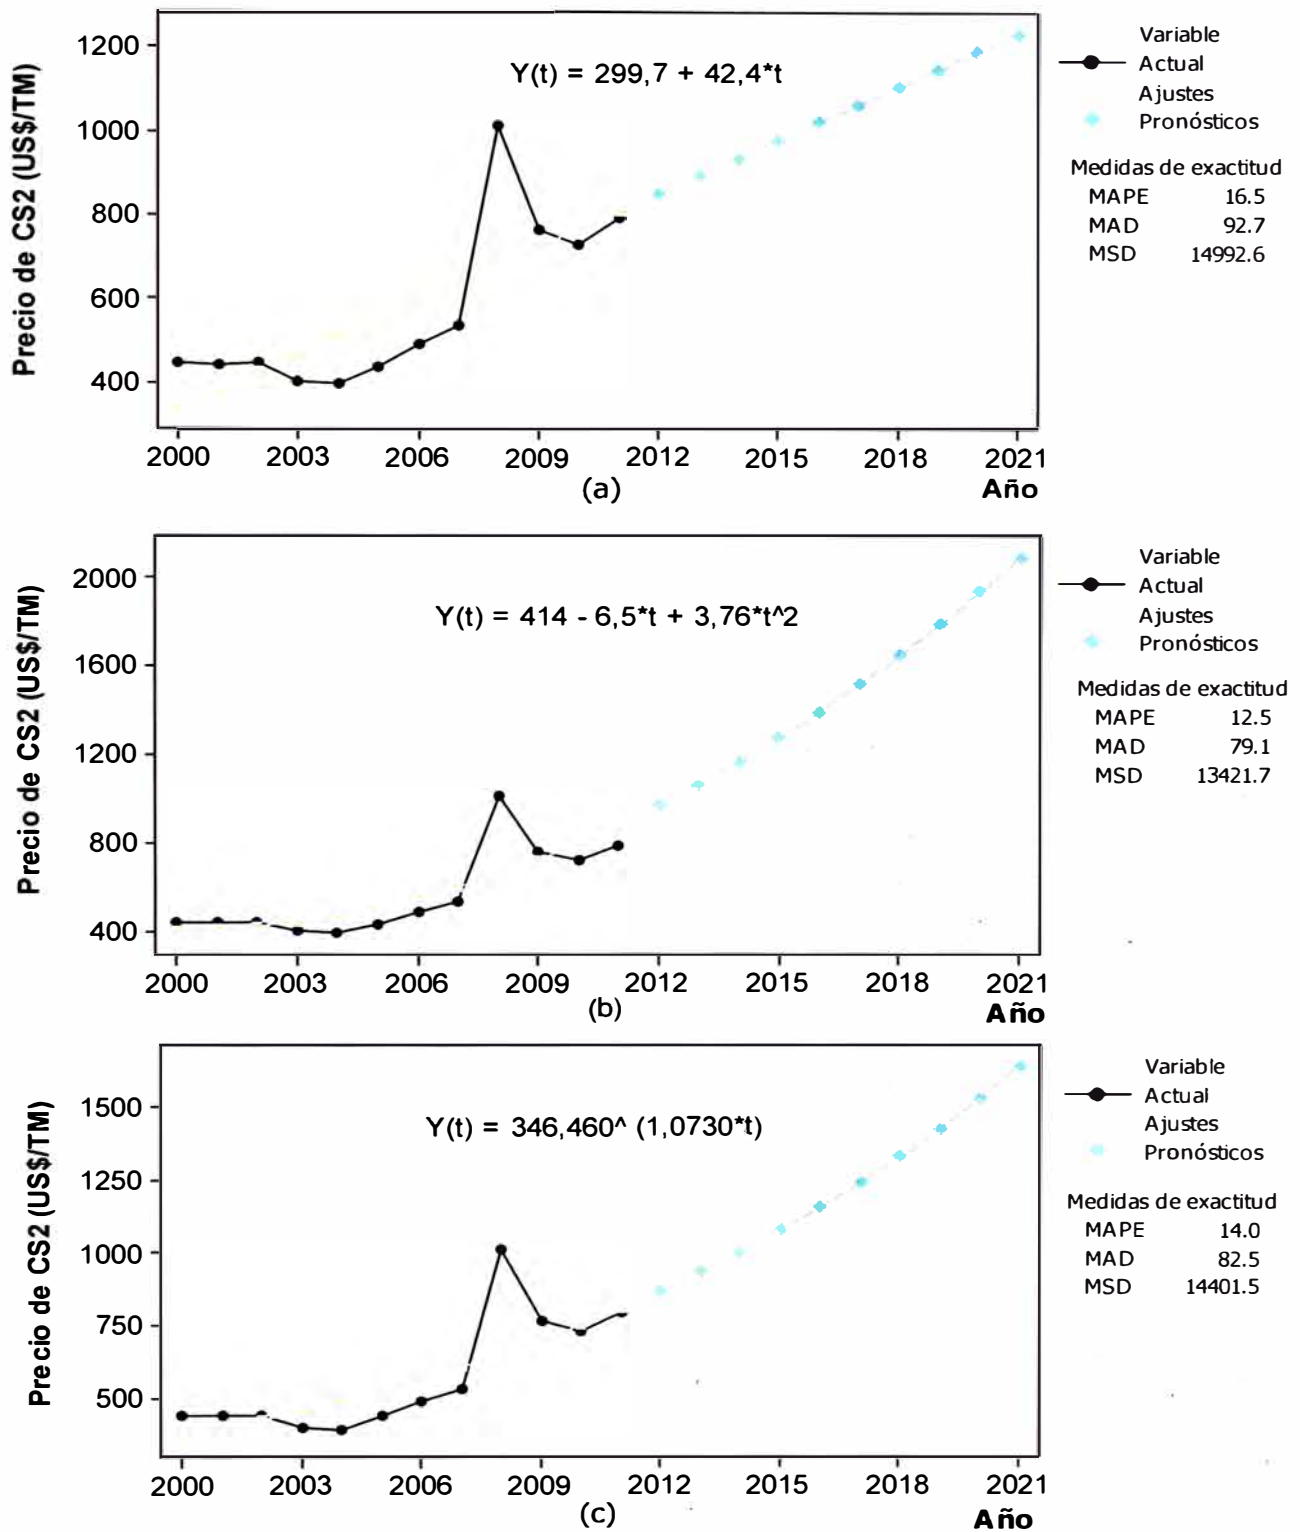 Precio de CS2 (US$/TM)
1200
1000
800
600
400
Y(t) = 299,7 + 42,4*t
2000 2003 2006 2009 2012 2015 2018 2021
(a)
Año
Variable
Actual
Ajustes
Pronósticos
Medidas de exactitud
MAPE 16.5
MAD 92.7
MSD 14992.6
Precio de CS2 (US$/TM)
2000
1600
1200
800
400
Y(t) = 414 - 6,5*t + 3,76*t^2
2000 2003 2006 2009 2012 2015 2018 2021
(b)
Año
Variable
Actual
Ajustes
Pronósticos
Medidas de exactitud
MAPE 12.5
MAD 79.1
MSD 13421.7
Precio de CS2 (US$/TM)
1500
1250
1000
750
500
Y(t) = 346,460^ (1,0730*t)
2000 2003 2006 2009 2012 2015 2018 2021
(c)
Año
Variable
Actual
Ajustes
Pronósticos
Medidas de exactitud
MAPE 14.0
MAD 82.5
MSD 14401.5